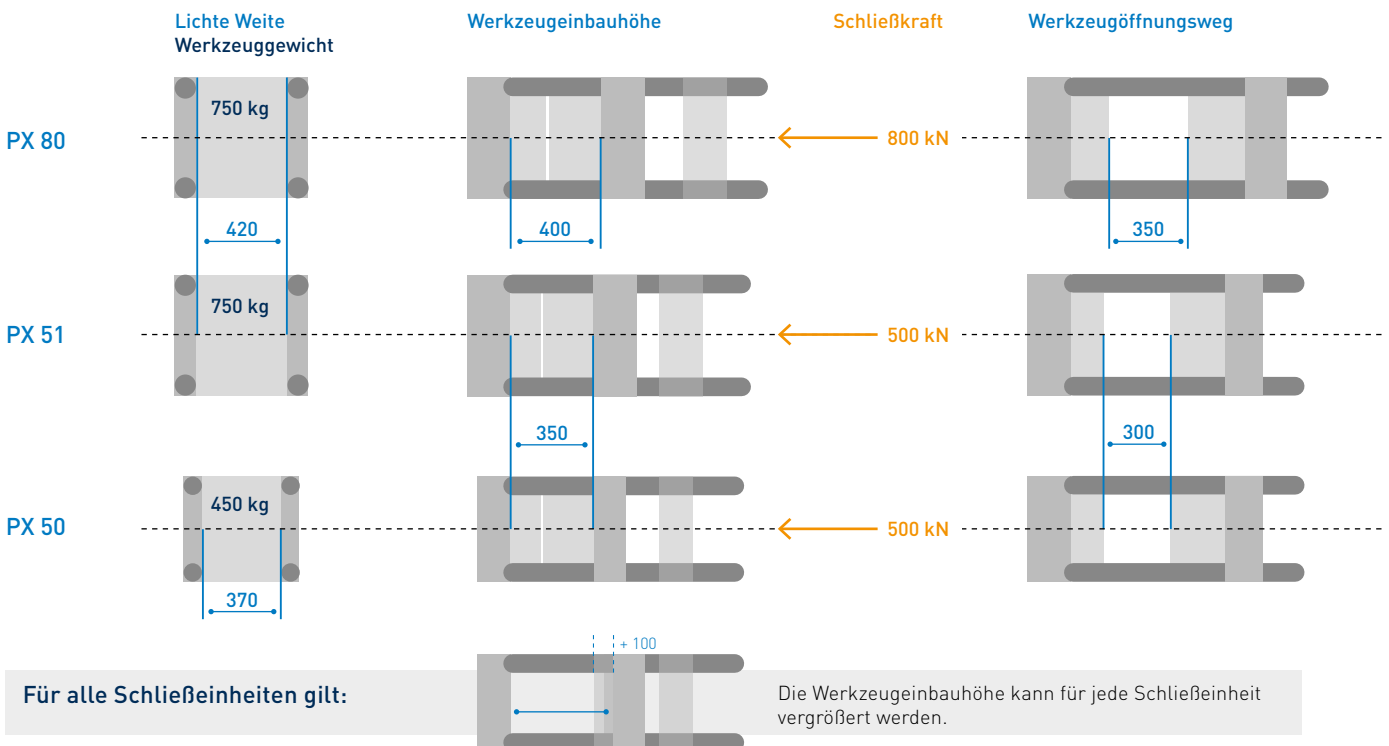 Lichte Weite
Werkzeuggewicht
Werkzeugeinbauhöhe
Schließkraft
Werkzeugöffnungsweg
PX 80
750 kg
800 kN
420
400
350
PX 51
750 kg
500 kN
350
300
PX 50
450 kg
500 kN
370
+ 100
Für alle Schließeinheiten gilt:
Die Werkzeugeinbauhöhe kann für jede Schließeinheit
vergrößert werden.